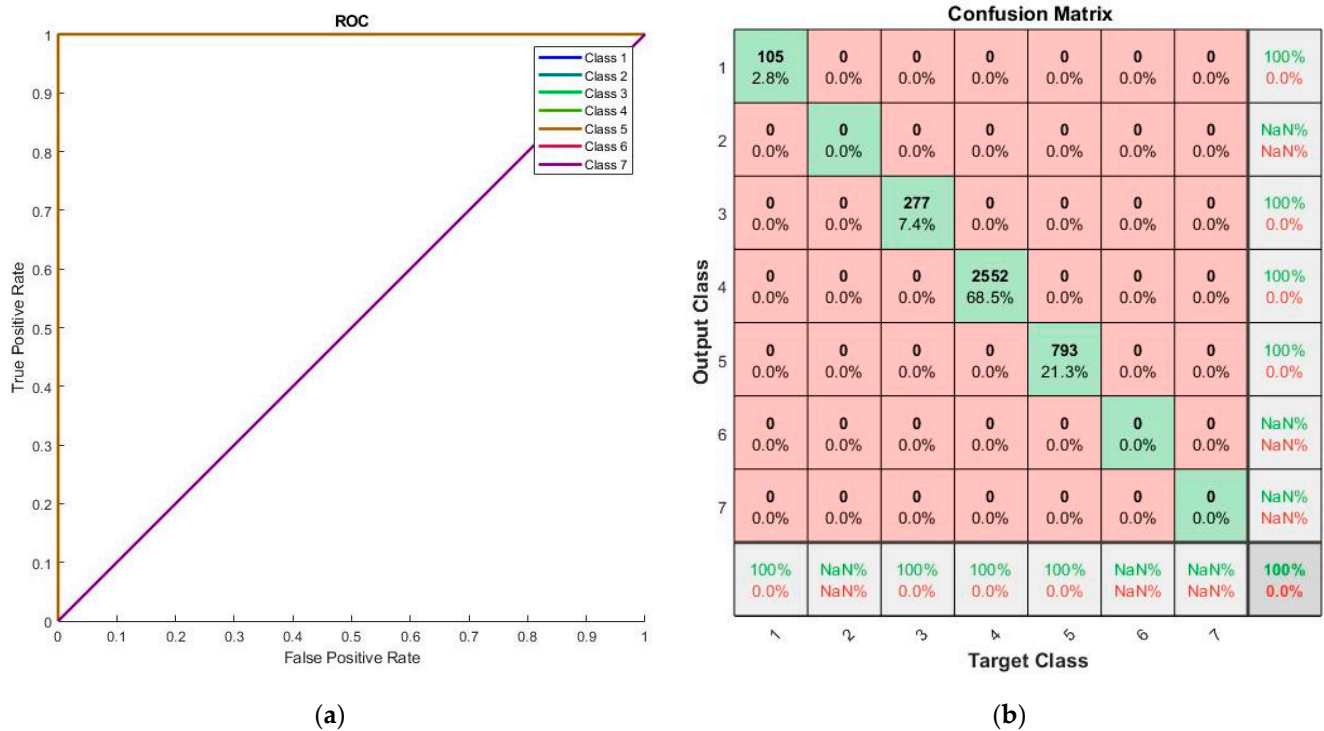 ROC
1
0.9
0.8
0.7
0.6
0.5
0.4
0.3
0.2
0.1
0
True Positive Rate
0 0.1 0.2 0.3 0.4 0.5 0.6 0.7 0.8 0.9 1
False Positive Rate
Class 1
Class 2
Class 3
Class 4
Class 5
Class 6
Class 7
(a)
Confusion Matrix
Output Class
1 105 0 0 0 0 0 0 100%
2.8% 0.0% 0.0% 0.0% 0.0% 0.0% 0.0% 0.0%
2 0 0 0 0 0 0 0 NaN%
0.0% 0.0% 0.0% 0.0% 0.0% 0.0% 0.0% NaN%
3 0 0 277 0 0 0 0 100%
0.0% 0.0% 7.4% 0.0% 0.0% 0.0% 0.0% 0.0%
4 0 0 0 2552 0 0 0 100%
0.0% 0.0% 0.0% 68.5% 0.0% 0.0% 0.0% 0.0%
5 0 0 0 0 793 0 0 100%
0.0% 0.0% 0.0% 0.0% 21.3% 0.0% 0.0% 0.0%
6 0 0 0 0 0 0 0 NaN%
0.0% 0.0% 0.0% 0.0% 0.0% 0.0% 0.0% NaN%
7 0 0 0 0 0 0 0 NaN%
0.0% 0.0% 0.0% 0.0% 0.0% 0.0% 0.0% NaN%
100% NaN% 100% 100% 100% NaN% NaN% 100%
0.0% NaN% 0.0% 0.0% 0.0% NaN% NaN% 0.0%
1 2 3 4 5 6 7
Target Class
(b)